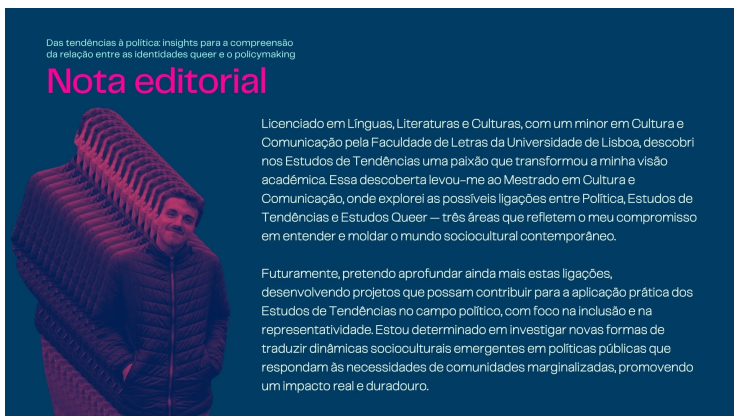 Das tendências à política: insights para a compreensão
da relação entre as identidades queer e o policymaking
Nota editorial
Licenciado em Línguas, Literaturas e Culturas, com um minor em Cultura e
Comunicação pela Faculdade de Letras da Universidade de Lisboa, descobri
nos Estudos de Tendências uma paixão que transformou a minha visão
académica. Essa descoberta levou-me ao Mestrado em Cultura e
Comunicação, onde explorei as possíveis ligações entre Política, Estudos de
Tendências e Estudos Queer — três áreas que refletem o meu compromisso
em entender e moldar o mundo sociocultural contemporâneo.
Futuramente, pretendo aprofundar ainda mais estas ligações,
desenvolvendo projetos que possam contribuir para a aplicação prática dos
Estudos de Tendências no campo político, com foco na inclusão e na
representatividade. Estou determinado em investigar novas formas de
traduzir dinâmicas socioculturais emergentes em políticas públicas que
respondam às necessidades de comunidades marginalizadas, promovendo
um impacto real e duradouro.